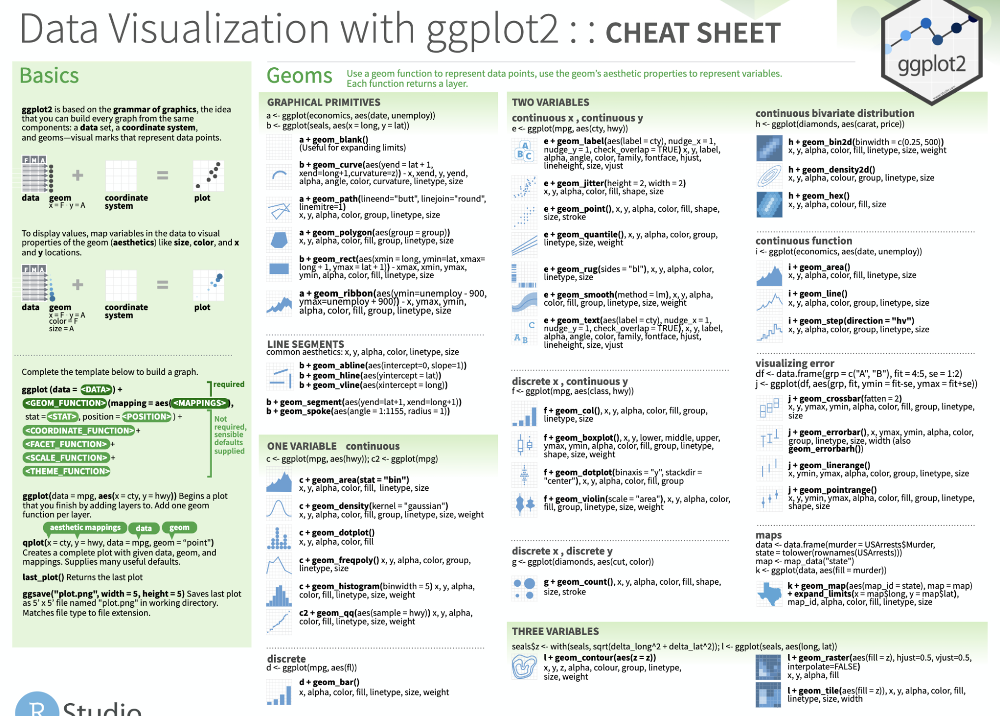 Data Visualization with ggplot2 : : CHEAT SHEET
ggplot2
www.rstudio.com
Basics
ggplot2 is based on the grammar of graphics, the idea
that you can build every graph from the same
components: a data set, a coordinate system,
and geoms—visual marks that represent data points.
F M A
+
=
data
geom
x = F · y = A
coordinate
system
plot
To display values, map variables in the data to visual
properties of the geom (aesthetics) like size, color, and x
and y locations.
F M A
+
=
data
geom
x = F · y = A
color = F
size = A
coordinate
system
plot
Complete the template below to build a graph.
required
ggplot (data = <DATA>) +
<GEOM_FUNCTION>(mapping = aes(<MAPPINGS>),
stat = <STAT>, position = <POSITION>) +
<COORDINATE_FUNCTION>+
<FACET_FUNCTION>+
<SCALE_FUNCTION>+
<THEME_FUNCTION>
Not
required,
sensible
defaults
supplied
ggplot(data = mpg, aes(x = cty, y = hwy)) Begins a plot
that you finish by adding layers to. Add one geom
function per layer.
aesthetic mappings data geom
qplot(x = cty, y = hwy, data = mpg, geom = “point")
Creates a complete plot with given data, geom, and
mappings. Supplies many useful defaults.
last_plot() Returns the last plot
ggsave("plot.png", width = 5, height = 5) Saves last plot
as 5’ x 5’ file named "plot.png" in working directory.
Matches file type to file extension.
R Studio
Geoms
Use a geom function to represent data points, use the geom’s aesthetic properties to represent variables.
Each function returns a layer.
GRAPHICAL PRIMITIVES
a <- ggplot(economics, aes(date, unemploy))
b <- ggplot(seals, aes(x = long, y = lat))
a + geom_blank()
(Useful for expanding limits)
b + geom_curve(aes(yend = lat + 1,
xend=long+1,curvature=z)) - x, xend, y, yend,
alpha, angle, color, curvature, linetype, size
a + geom_path(lineend="butt", linejoin="round",
linemitre=1)
x, y, alpha, color, group, linetype, size
a + geom_polygon(aes(group = group))
x, y, alpha, color, fill, group, linetype, size
b + geom_rect(aes(xmin = long, ymin=lat, xmax=
long + 1, ymax = lat + 1)) - xmax, xmin, ymax,
ymin, alpha, color, fill, linetype, size
a + geom_ribbon(aes(ymin=unemploy - 900,
ymax=unemploy + 900)) - x, ymax, ymin,
alpha, color, fill, group, linetype, size
LINE SEGMENTS
common aesthetics: x, y, alpha, color, linetype, size
b + geom_abline(aes(intercept=0, slope=1))
b + geom_hline(aes(yintercept = lat))
b + geom_vline(aes(xintercept = long))
b + geom_segment(aes(yend=lat+1, xend=long+1))
b + geom_spoke(aes(angle = 1:1155, radius = 1))
ONE VARIABLE continuous
c <- ggplot(mpg, aes(hwy)); c2 <- ggplot(mpg)
c + geom_area(stat = "bin")
x, y, alpha, color, fill, linetype, size
c + geom_density(kernel = "gaussian")
x, y, alpha, color, fill, group, linetype, size, weight
c + geom_dotplot()
x, y, alpha, color, fill
c + geom_freqpoly() x, y, alpha, color, group,
linetype, size
c + geom_histogram(binwidth = 5) x, y, alpha,
color, fill, linetype, size, weight
c2 + geom_qq(aes(sample = hwy)) x, y, alpha,
color, fill, linetype, size, weight
discrete
d <- ggplot(mpg, aes(fl))
d + geom_bar()
x, alpha, color, fill, linetype, size, weight
TWO VARIABLES
continuous x , continuous y
e <- ggplot(mpg, aes(cty, hwy))
A
B C
e + geom_label(aes(label = cty), nudge_x = 1,
nudge_y = 1, check_overlap = TRUE) x, y, label,
alpha, angle, color, family, fontface, hjust,
lineheight, size, vjust
e + geom_jitter(height = 2, width = 2)
x, y, alpha, color, fill, shape, size
e + geom_point(), x, y, alpha, color, fill, shape,
size, stroke
e + geom_quantile(), x, y, alpha, color, group,
linetype, size, weight
e + geom_rug(sides = "bl"), x, y, alpha, color,
linetype, size
e + geom_smooth(method = lm), x, y, alpha,
color, fill, group, linetype, size, weight
C
A B
e + geom_text(aes(label = cty), nudge_x = 1,
nudge_y = 1, check_overlap = TRUE), x, y, label,
alpha, angle, color, family, fontface, hjust,
lineheight, size, vjust
discrete x , continuous y
f <- ggplot(mpg, aes(class, hwy))
f + geom_col(), x, y, alpha, color, fill, group,
linetype, size
f + geom_boxplot(), x, y, lower, middle, upper,
ymax, ymin, alpha, color, fill, group, linetype,
shape, size, weight
f + geom_dotplot(binaxis = "y", stackdir =
"center"), x, y, alpha, color, fill, group
f + geom_violin(scale = "area"), x, y, alpha, color,
fill, group, linetype, size, weight
discrete x , discrete y
g <- ggplot(diamonds, aes(cut, color))
g + geom_count(), x, y, alpha, color, fill, shape,
size, stroke
continuous bivariate distribution
h <- ggplot(diamonds, aes(carat, price))
h + geom_bin2d(binwidth = c(0.25, 500))
x, y, alpha, color, fill, linetype, size, weight
h + geom_density2d()
x, y, alpha, colour, group, linetype, size
h + geom_hex()
x, y, alpha, colour, fill, size
continuous function
i <- ggplot(economics, aes(date, unemploy))
i + geom_area()
x, y, alpha, color, fill, linetype, size
i + geom_line()
x, y, alpha, color, group, linetype, size
i + geom_step(direction = "hv")
x, y, alpha, color, group, linetype, size
visualizing error
df <- data.frame(grp = c("A", "B"), fit = 4:5, se = 1:2)
j <- ggplot(df, aes(grp, fit, ymin = fit-se, ymax = fit+se))
j + geom_crossbar(fatten = 2)
x, y, ymax, ymin, alpha, color, fill, group, linetype,
size
j + geom_errorbar(), x, ymax, ymin, alpha, color,
group, linetype, size, width (also
geom_errorbarh())
j + geom_linerange()
x, ymin, ymax, alpha, color, group, linetype, size
j + geom_pointrange()
x, y, ymin, ymax, alpha, color, fill, group, linetype,
shape, size
maps
data <- data.frame(murder = USArrests$Murder,
state = tolower(rownames(USArrests)))
map <- map_data("state")
k <- ggplot(data, aes(fill = murder))
k + geom_map(aes(map_id = state), map = map)
+ expand_limits(x = map$long, y = map$lat),
map_id, alpha, color, fill, linetype, size
THREE VARIABLES
seals$z <- with(seals, sqrt(delta_long^2 + delta_lat^2)); l <- ggplot(seals, aes(long, lat))
l + geom_contour(aes(z = z))
x, y, z, alpha, colour, group, linetype,
size, weight
l + geom_raster(aes(fill = z), hjust=0.5, vjust=0.5,
interpolate=FALSE)
x, y, alpha, fill
l + geom_tile(aes(fill = z)), x, y, alpha, color, fill,
linetype, size, width